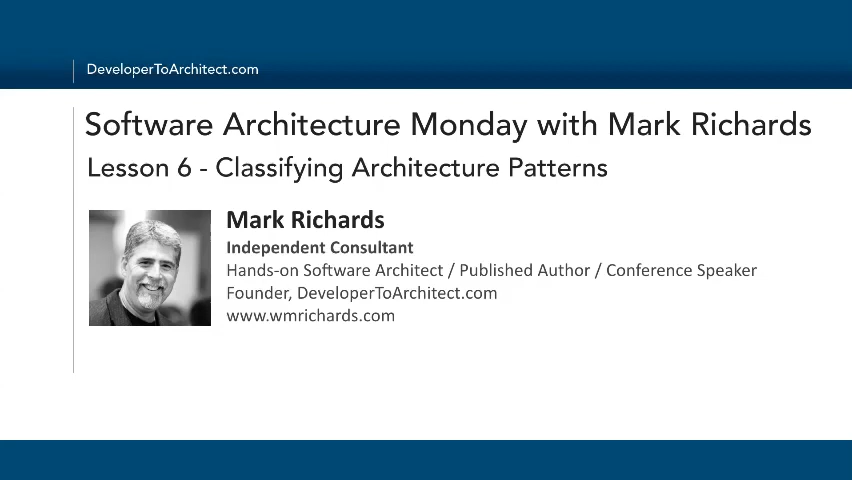 DeveloperToArchitect.com
Software Architecture Monday with Mark Richards
Lesson 6 - Classifying Architecture Patterns
Mark Richards
Independent Consultant
Hands-on Software Architect / Published Author / Conference Speaker
Founder, DeveloperToArchitect.com
www.wmrichards.com